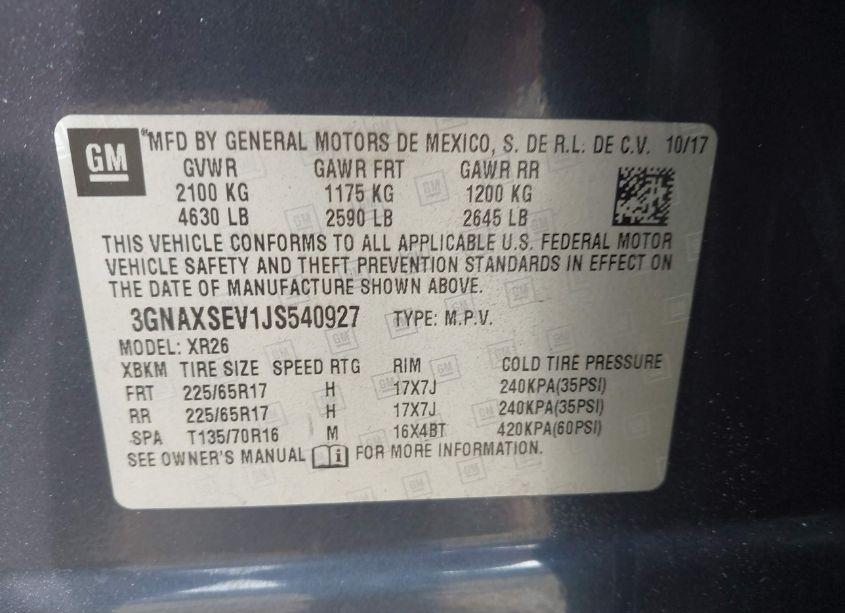 GM MFD BY GENERAL MOTORS DE MEXICO, S. DE R.L. DE C.V. 10/17
GVWR GAWR FRT GAWR RR
2100 KG 1175 KG 1200 KG
4630 LB 2590 LB 2645 LB
THIS VEHICLE CONFORMS TO ALL APPLICABLE U.S. FEDERAL MOTOR
VEHICLE SAFETY AND THEFT PREVENTION STANDARDS IN EFFECT ON
THE DATE OF MANUFACTURE SHOWN ABOVE.
3GNAXSEV1JS540927 TYPE: M.P.V.
MODEL: XR26
XBKM TIRE SIZE SPEED RTG RIM COLD TIRE PRESSURE
FRT 225/65R17 H 17X7J 240KPA(35PSI)
RR 225/65R17 H 17X7J 240KPA(35PSI)
SPA T135/70R16 M 16X4BT 420KPA(60PSI)
SEE OWNER'S MANUAL i FOR MORE INFORMATION.